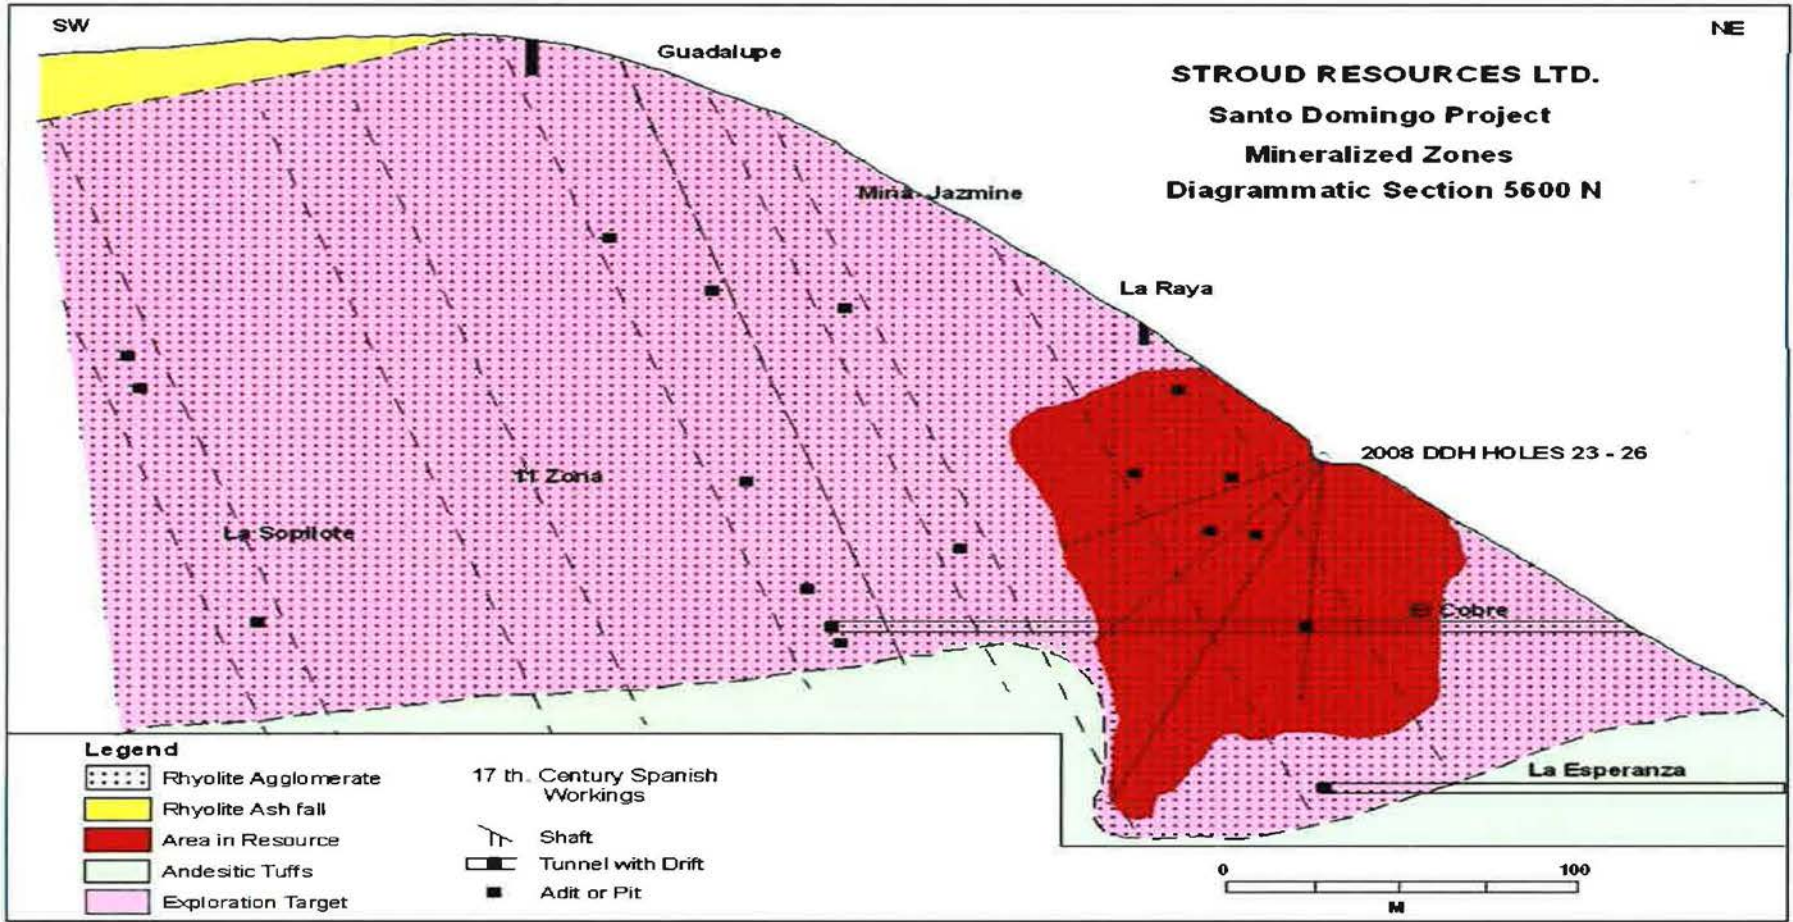 SW
NE
Guadalupe
STROUD RESOURCES LTD.
Santo Domingo Project
Mineralized Zones
Diagrammatic Section 5600 N
Mina Jazmine
La Raya
2008 DDH HOLES 23 - 26
11 Zona
La Sopilote
El Cobre
La Esperanza
Legend
Rhyolite Agglomerate
Rhyolite Ash fall
Area in Resource
Andesitic Tuffs
Exploration Target
17 th. Century Spanish
Workings
Shaft
Tunnel with Drift
Adit or Pit
0 100
M